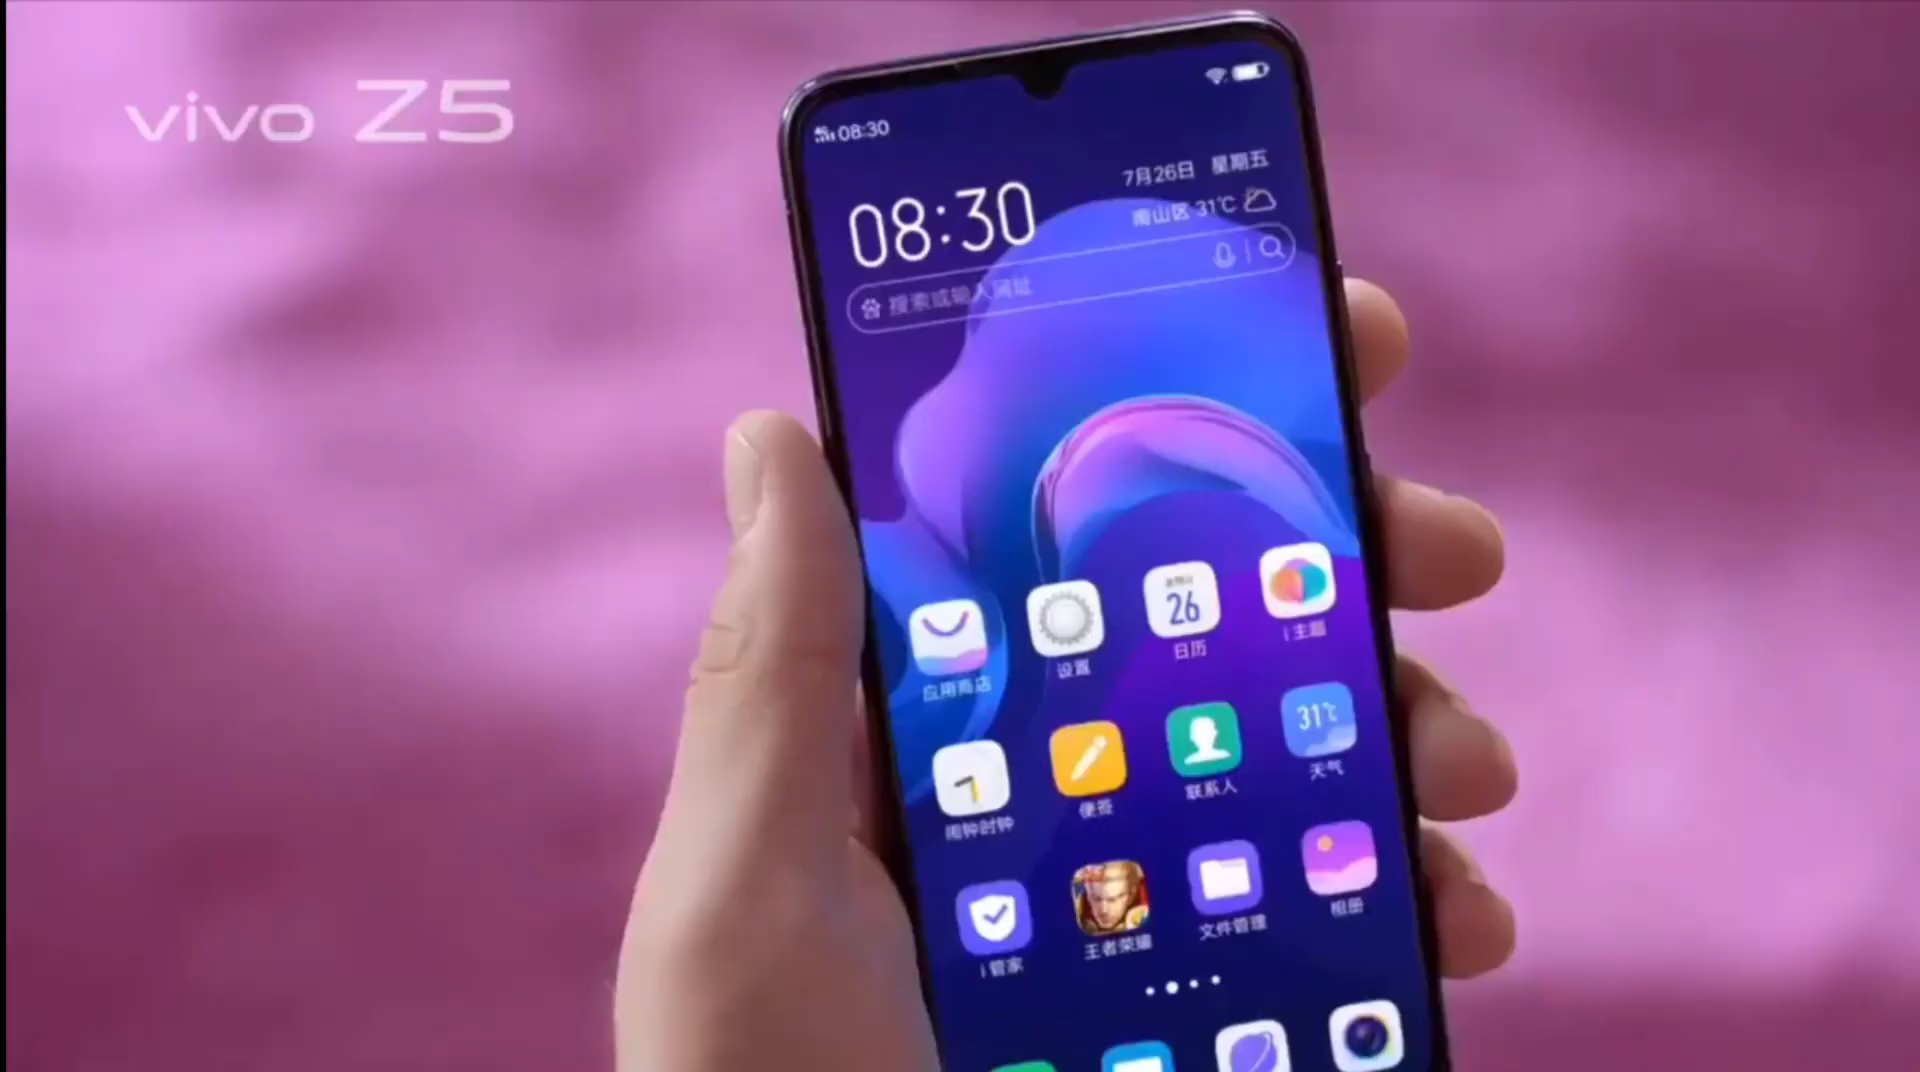 vivo Z5
08:30
7月26日 星期五
08:30
南山区 31℃
搜索或输入网址
26
应用商店
设置
日历
i 主题
31℃
闹钟时钟
便签
联系人
天气
i 管家
王者荣耀
文件管理
相册